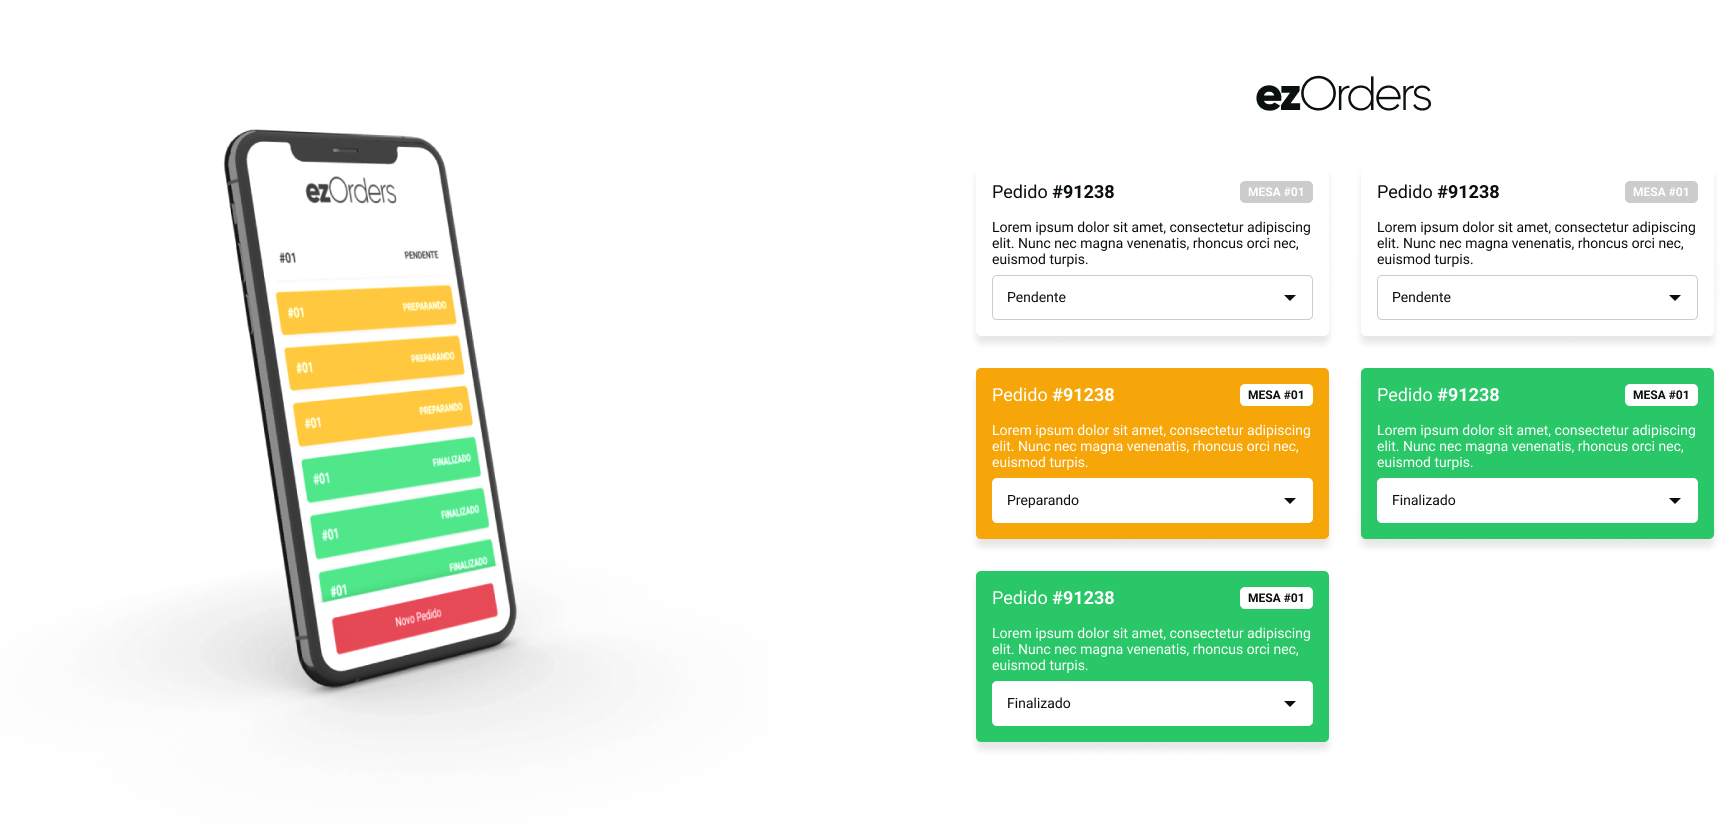 ezOrders
#01 PENDENTE
#01 PREPARANDO
#01 PREPARANDO
#01 PREPARANDO
#01 FINALIZADO
#01 FINALIZADO
#01 FINALIZADO
Novo Pedido
ezOrders
Pedido #91238 MESA #01
Lorem ipsum dolor sit amet, consectetur adipiscing
elit. Nunc nec magna venenatis, rhoncus orci nec,
euismod turpis.
Pendente
Pedido #91238 MESA #01
Lorem ipsum dolor sit amet, consectetur adipiscing
elit. Nunc nec magna venenatis, rhoncus orci nec,
euismod turpis.
Pendente
Pedido #91238 MESA #01
Lorem ipsum dolor sit amet, consectetur adipiscing
elit. Nunc nec magna venenatis, rhoncus orci nec,
euismod turpis.
Preparando
Pedido #91238 MESA #01
Lorem ipsum dolor sit amet, consectetur adipiscing
elit. Nunc nec magna venenatis, rhoncus orci nec,
euismod turpis.
Finalizado
Pedido #91238 MESA #01
Lorem ipsum dolor sit amet, consectetur adipiscing
elit. Nunc nec magna venenatis, rhoncus orci nec,
euismod turpis.
Finalizado